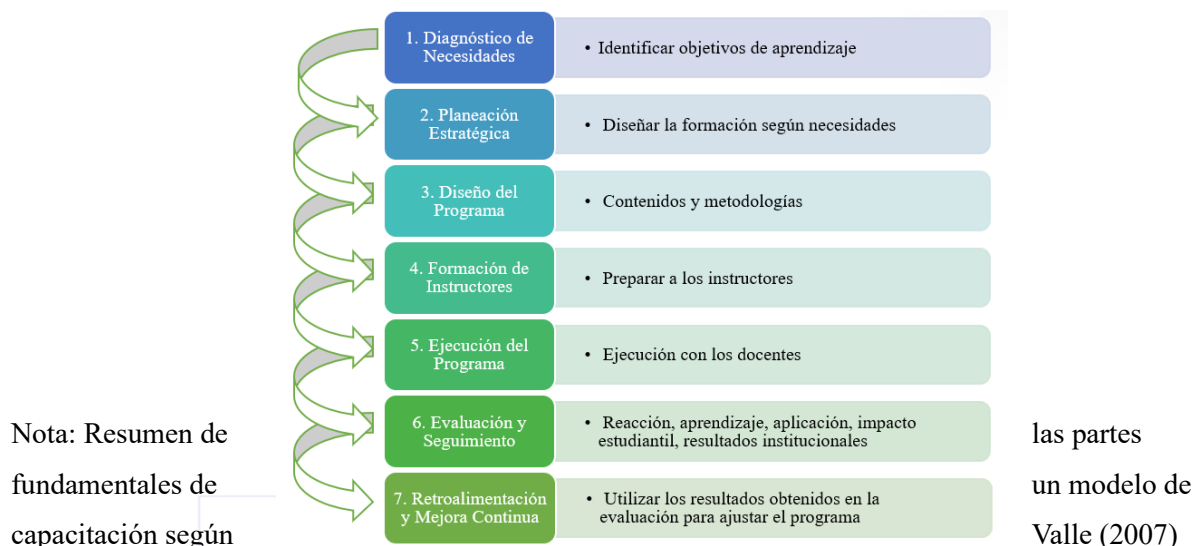 1. Diagnóstico de
Necesidades
• Identificar objetivos de aprendizaje
2. Planeación
Estratégica
• Diseñar la formación según necesidades
3. Diseño del
Programa
• Contenidos y metodologías
4. Formación de
Instructores
• Preparar a los instructores
5. Ejecución del
Programa
• Ejecución con los docentes
6. Evaluación y
Seguimiento
• Reacción, aprendizaje, aplicación, impacto
estudiantil, resultados institucionales
7. Retroalimentación
y Mejora Continua
• Utilizar los resultados obtenidos en la
evaluación para ajustar el programa
Nota: Resumen de las partes
fundamentales de un modelo de
capacitación según Valle (2007)